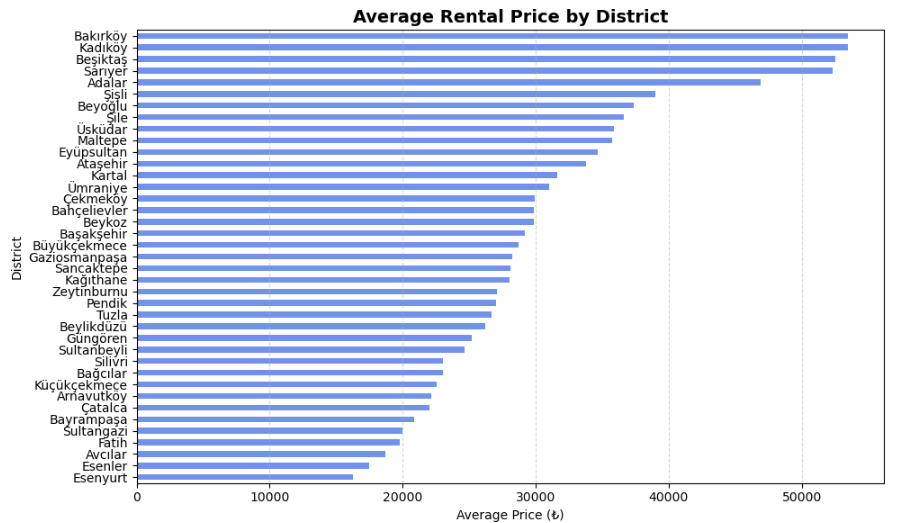 Average Rental Price by District
Bakırköy
Kadıköy
Beşiktaş
Sarıyer
Adalar
Şişli
Beyoğlu
Şile
Üsküdar
Maltepe
Eyüpsultan
Ataşehir
Kartal
Ümraniye
Çekmeköy
Bahçelievler
Beykoz
Başakşehir
Büyükçekmece
Gaziosmanpaşa
Sancaktepe
Kağıthane
Zeytinburnu
Pendik
Tuzla
Beylikdüzü
Güngören
Sultanbeyli
Silivri
Bağcılar
Küçükçekmece
Arnavutköy
Çatalca
Bayrampaşa
Sultangazi
Fatih
Avcılar
Esenler
Esenyurt
District
0 10000 20000 30000 40000 50000
Average Price (₺)